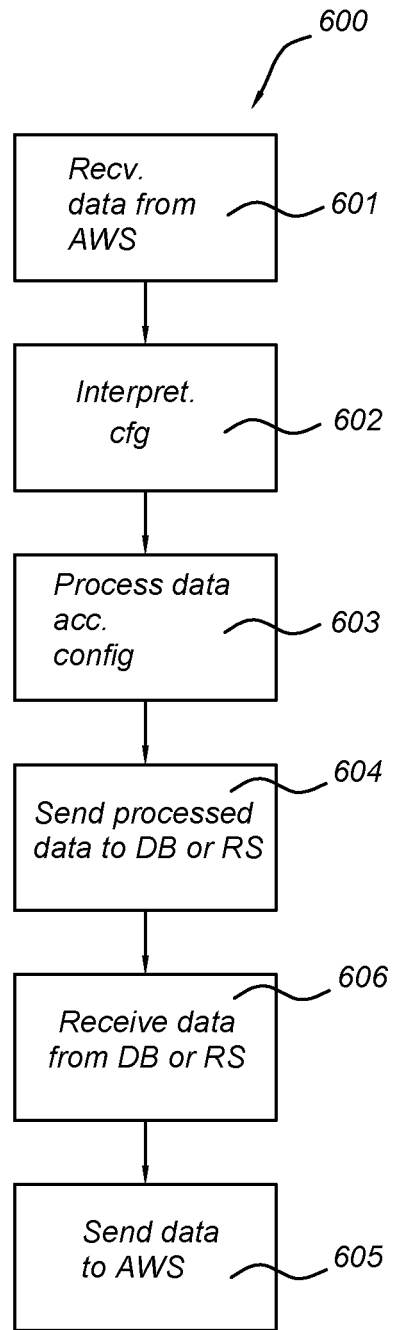 600
Recv.
data from
AWS
601
Interpret.
cfg
602
Process data
acc.
config
603
604
Send processed
data to DB or RS
606
Receive data
from DB or RS
Send data
to AWS
605